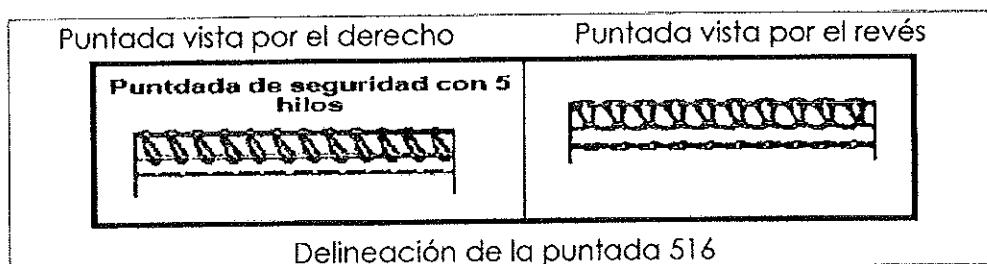 Puntada vista por el derecho
Puntada vista por el revés
Puntdada de seguridad con 5
hilos
Delineación de la puntada 516